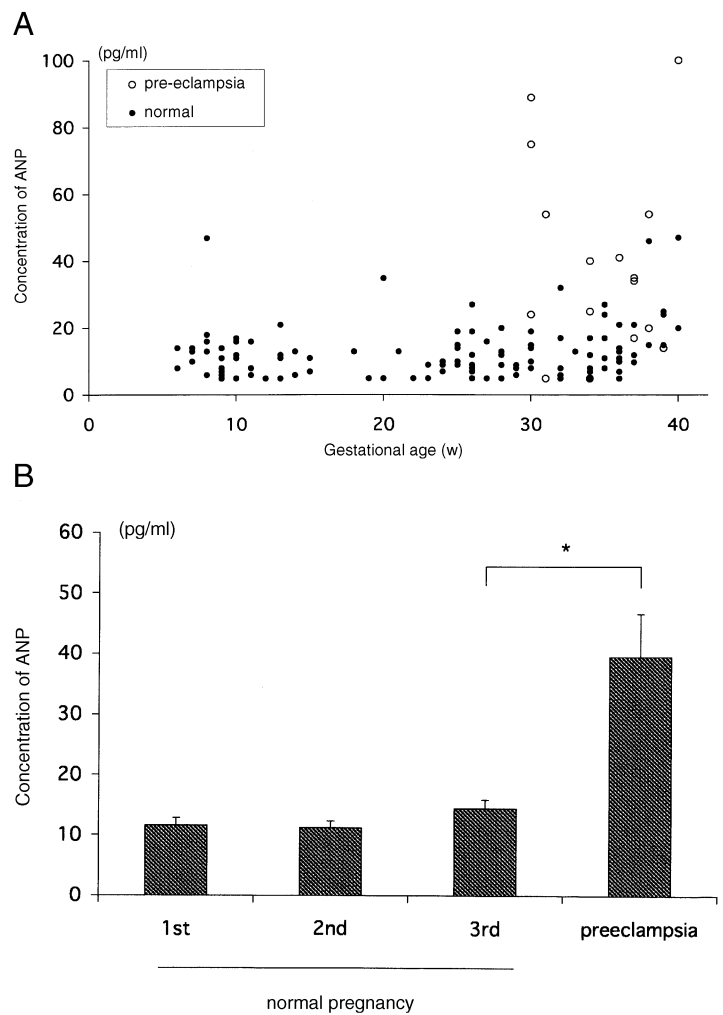 A
(pg/ml)
100
pre-eclampsia
normal
80
60
40
20
0
Concentration of ANP
0 10 20 30 40
Gestational age (w)
B
60
(pg/ml)
*
50
40
30
20
10
0
Concentration of ANP
1st 2nd 3rd preeclampsia
normal pregnancy